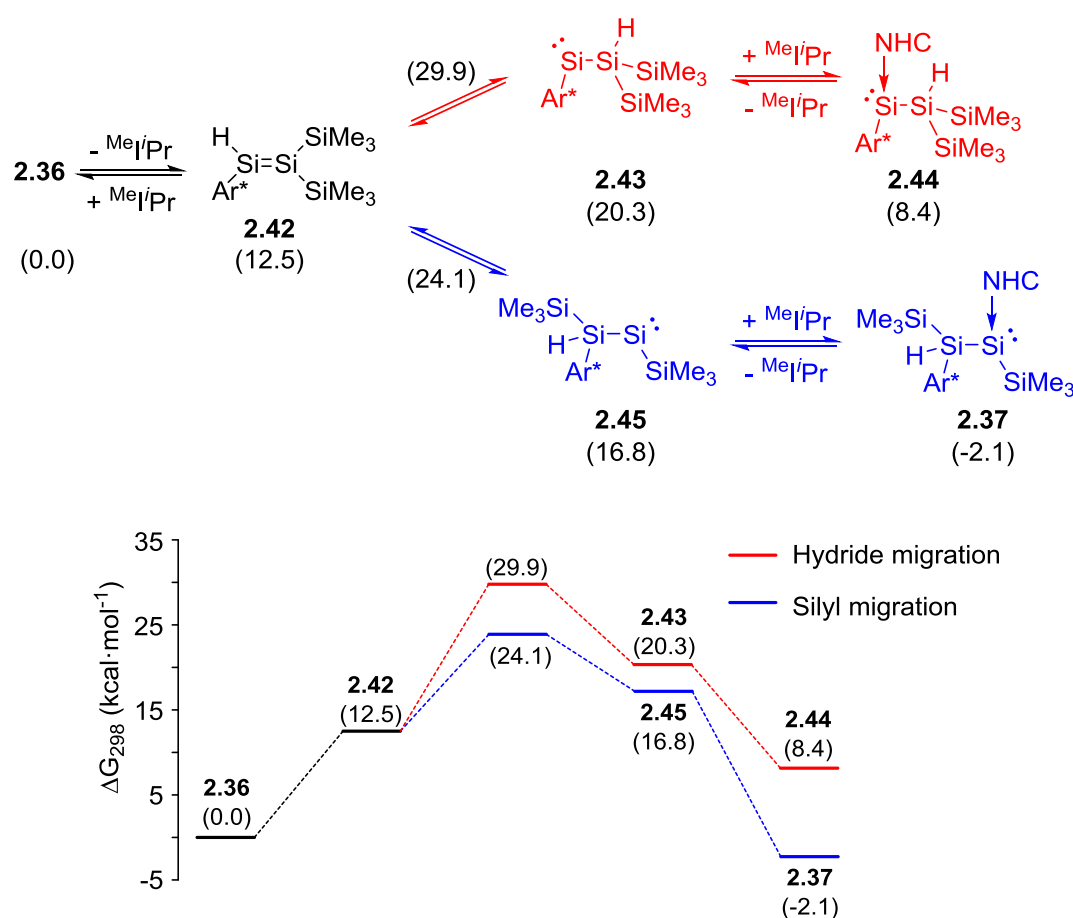 2.36
(0.0)
- ᴹᵉIⁱPr
+ ᴹᵉIⁱPr
H
Si=Si
Ar*
SiMe₃
SiMe₃
2.42
(12.5)
(29.9)
H
Si–Si
Ar*
SiMe₃
SiMe₃
2.43
(20.3)
+ ᴹᵉIⁱPr
- ᴹᵉIⁱPr
NHC
H
Si–Si
Ar*
SiMe₃
SiMe₃
2.44
(8.4)
(24.1)
Me₃Si
H Si–Si
Ar*
SiMe₃
2.45
(16.8)
+ ᴹᵉIⁱPr
- ᴹᵉIⁱPr
NHC
Me₃Si
H Si–Si
Ar*
SiMe₃
2.37
(-2.1)
ΔG₂₉₈ (kcal·mol⁻¹)
35
25
15
5
-5
2.36
(0.0)
2.42
(12.5)
(29.9)
(24.1)
2.43
(20.3)
2.45
(16.8)
2.44
(8.4)
2.37
(-2.1)
Hydride migration
Silyl migration